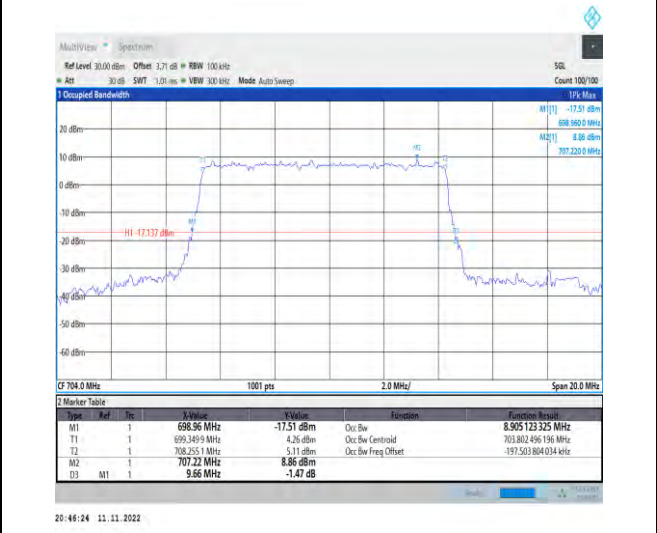 MultiView Spectrum
Ref Level 30.00 dBm Offset 3.71 dB RBW 100 kHz SGL
Att 30 dB SWT 1.01 ms VBW 300 kHz Mode Auto Sweep Count 100/100
1 Occupied Bandwidth 1Pk Max
M1[1] -17.51 dBm
698.960 0 MHz
M2[1] 8.86 dBm
707.220 0 MHz
20 dBm
M2
10 dBm
T1 T2
0 dBm
-10 dBm
M1
H1 -17.137 dBm
D3
-20 dBm
-30 dBm
-40 dBm
-50 dBm
-60 dBm
CF 704.0 MHz 1001 pts 2.0 MHz/ Span 20.0 MHz
2 Marker Table
Type Ref Trc X-Value Y-Value Function Function Result
M1 1 698.96 MHz -17.51 dBm Occ Bw 8.905 123 325 MHz
T1 1 699.349 9 MHz 4.26 dBm Occ Bw Centroid 703.802 496 196 MHz
T2 1 708.255 1 MHz 5.11 dBm Occ Bw Freq Offset -197.503 804 034 kHz
M2 1 707.22 MHz 8.86 dBm
D3 M1 1 9.66 MHz -1.47 dB
20:46:24 11.11.2022